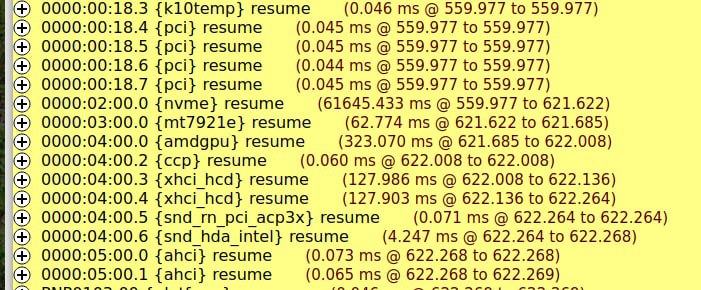 0000:00:18.3 {k10temp} resume (0.046 ms @ 559.977 to 559.977)
0000:00:18.4 {pci} resume (0.045 ms @ 559.977 to 559.977)
0000:00:18.5 {pci} resume (0.045 ms @ 559.977 to 559.977)
0000:00:18.6 {pci} resume (0.044 ms @ 559.977 to 559.977)
0000:00:18.7 {pci} resume (0.045 ms @ 559.977 to 559.977)
0000:02:00.0 {nvme} resume (61645.433 ms @ 559.977 to 621.622)
0000:03:00.0 {mt7921e} resume (62.774 ms @ 621.622 to 621.685)
0000:04:00.0 {amdgpu} resume (323.070 ms @ 621.685 to 622.008)
0000:04:00.2 {ccp} resume (0.060 ms @ 622.008 to 622.008)
0000:04:00.3 {xhci_hcd} resume (127.986 ms @ 622.008 to 622.136)
0000:04:00.4 {xhci_hcd} resume (127.903 ms @ 622.136 to 622.264)
0000:04:00.5 {snd_rn_pci_acp3x} resume (0.071 ms @ 622.264 to 622.264)
0000:04:00.6 {snd_hda_intel} resume (4.247 ms @ 622.264 to 622.268)
0000:05:00.0 {ahci} resume (0.073 ms @ 622.268 to 622.268)
0000:05:00.1 {ahci} resume (0.065 ms @ 622.268 to 622.269)